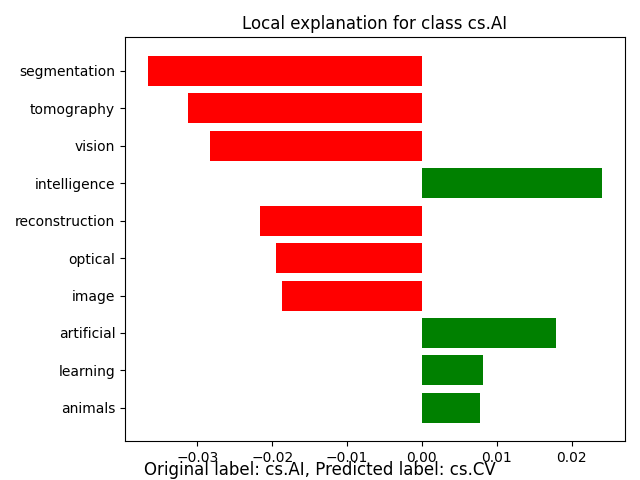 Local explanation for class cs.AI
segmentation
tomography
vision
intelligence
reconstruction
optical
image
artificial
learning
animals
−0.03 −0.02 −0.01 0.00 0.01 0.02
Original label: cs.AI, Predicted label: cs.CV